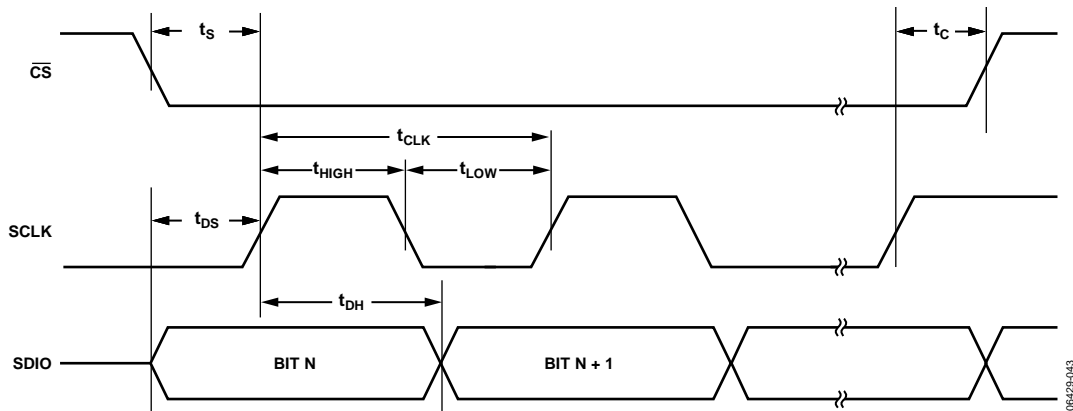 tS
tC
CS
tCLK
tHIGH
tLOW
tDS
SCLK
tDH
SDIO
BIT N
BIT N + 1
06429-043